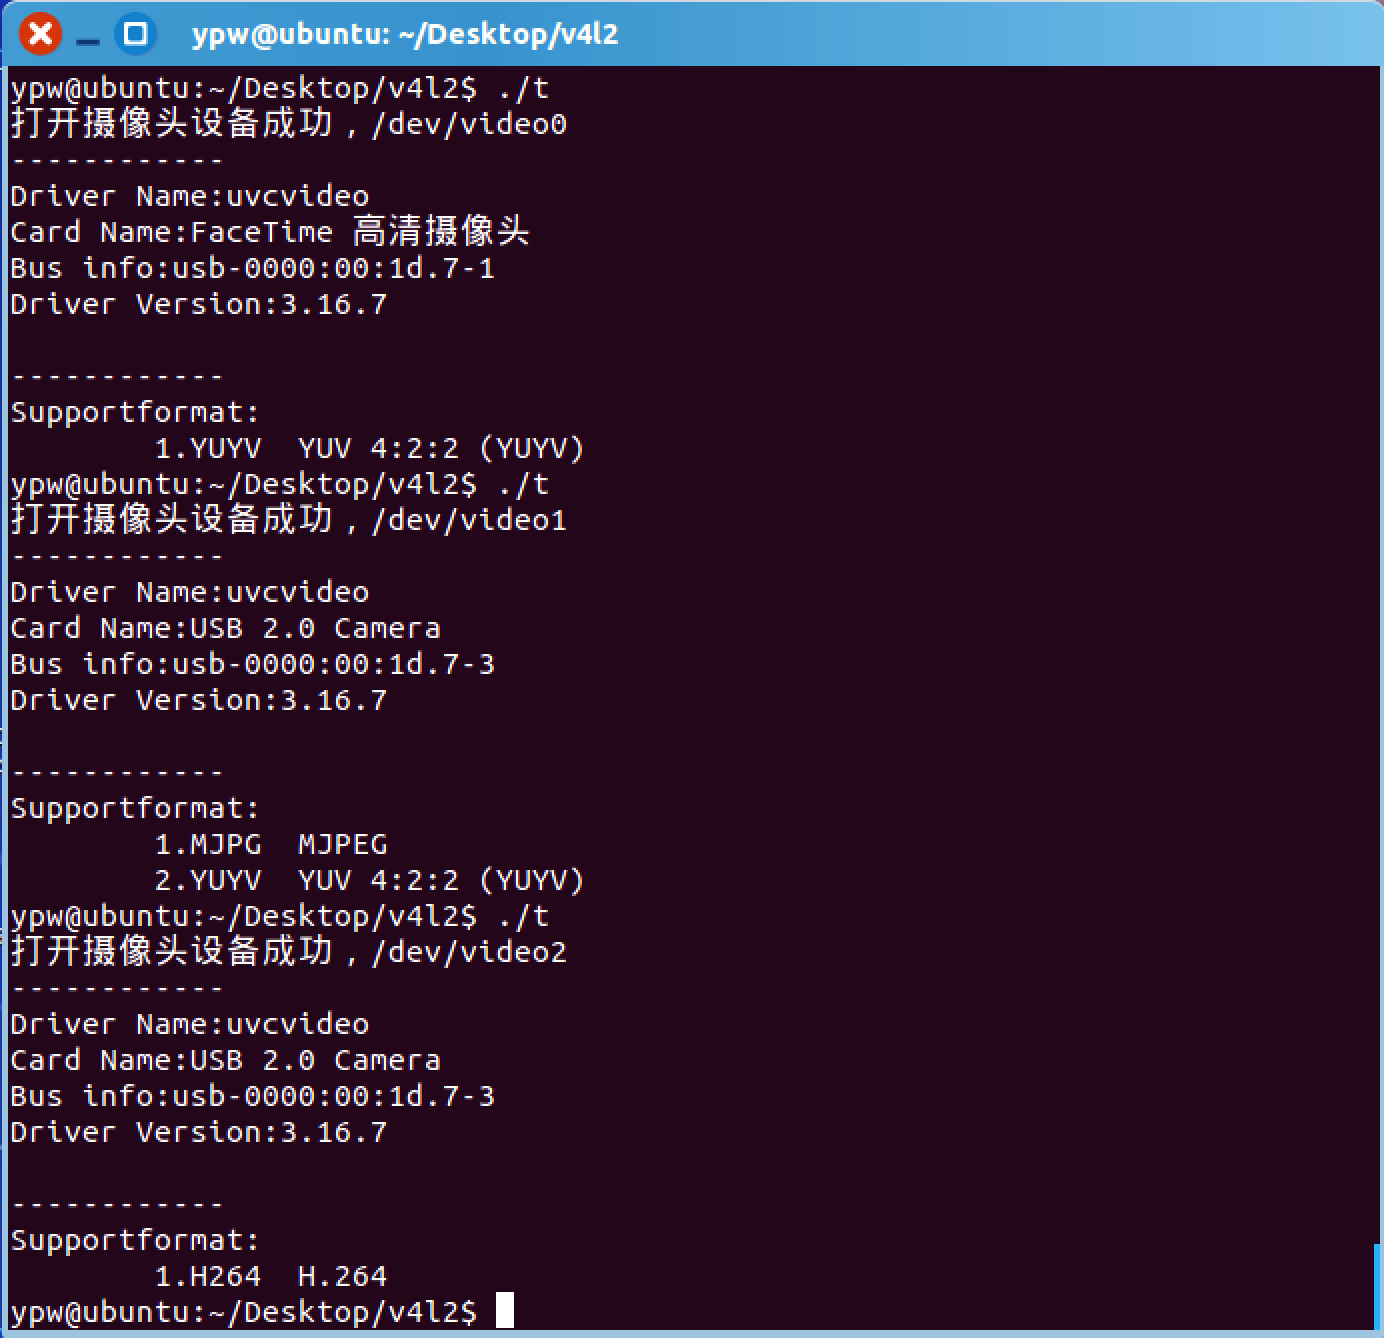 ypw@ubuntu: ~/Desktop/v4l2
ypw@ubuntu:~/Desktop/v4l2$ ./t
打开摄像头设备成功，/dev/video0
------------
Driver Name:uvcvideo
Card Name:FaceTime 高清摄像头
Bus info:usb-0000:00:1d.7-1
Driver Version:3.16.7
------------
Supportformat:
1.YUYV YUV 4:2:2 (YUYV)
ypw@ubuntu:~/Desktop/v4l2$ ./t
打开摄像头设备成功，/dev/video1
------------
Driver Name:uvcvideo
Card Name:USB 2.0 Camera
Bus info:usb-0000:00:1d.7-3
Driver Version:3.16.7
------------
Supportformat:
1.MJPG MJPEG
2.YUYV YUV 4:2:2 (YUYV)
ypw@ubuntu:~/Desktop/v4l2$ ./t
打开摄像头设备成功，/dev/video2
------------
Driver Name:uvcvideo
Card Name:USB 2.0 Camera
Bus info:usb-0000:00:1d.7-3
Driver Version:3.16.7
------------
Supportformat:
1.H264 H.264
ypw@ubuntu:~/Desktop/v4l2$